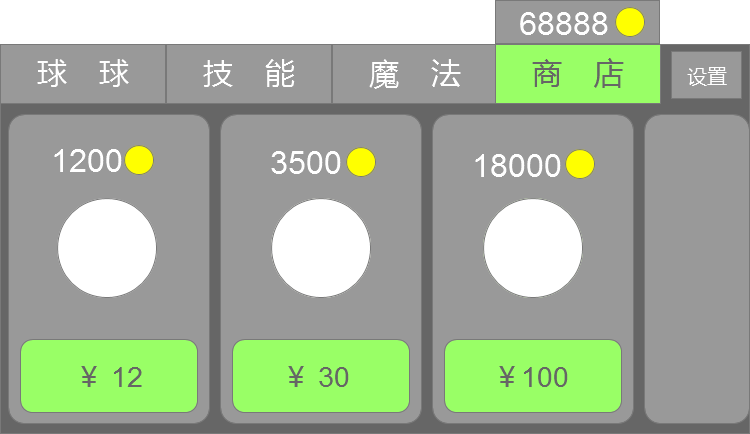 68888
球 球 技 能 魔 法 商 店 设置
1200 3500 18000
¥ 12 ¥ 30 ¥100